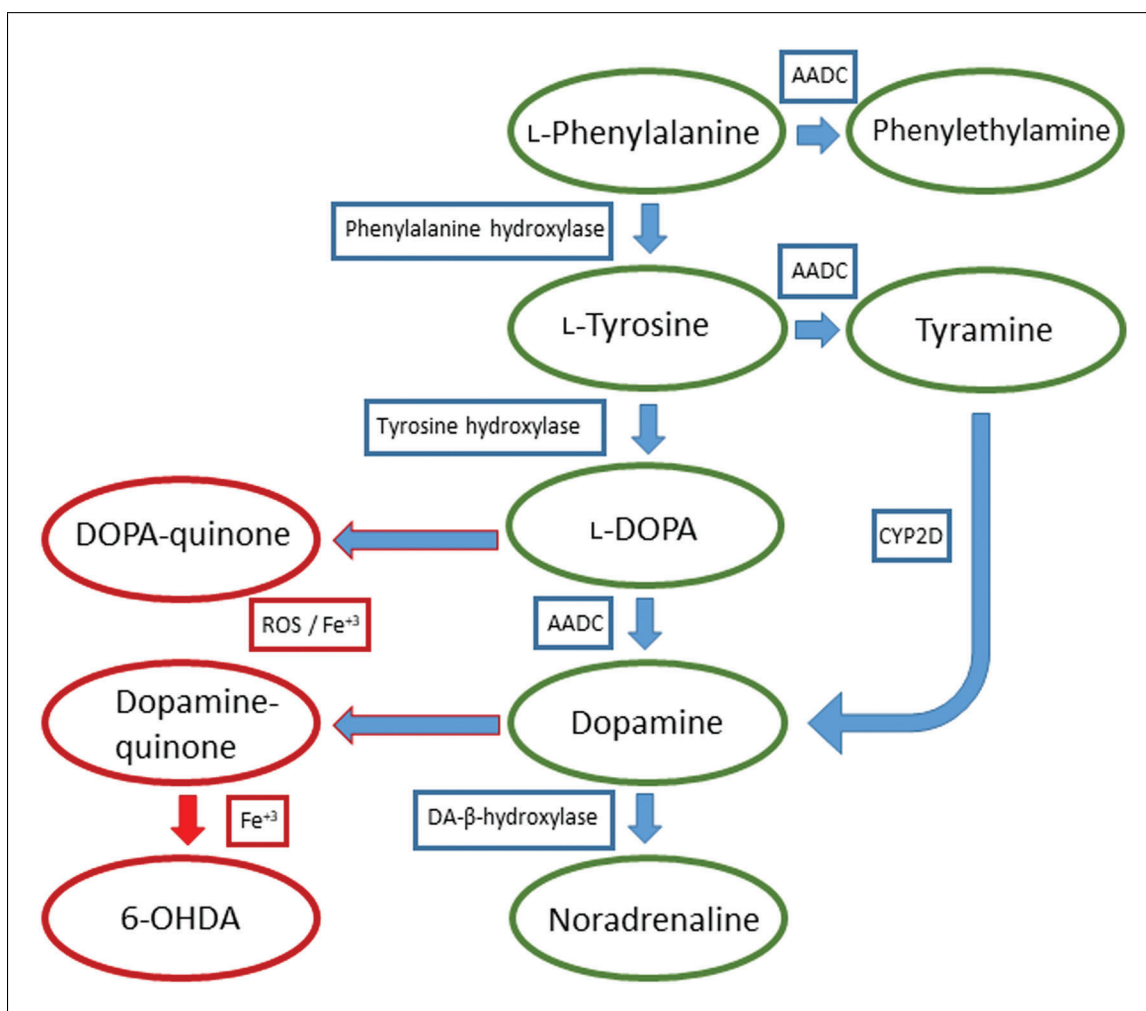 AADC
ʟ-Phenylalanine
Phenylethylamine
Phenylalanine hydroxylase
AADC
ʟ-Tyrosine
Tyramine
Tyrosine hydroxylase
DOPA-quinone
ʟ-DOPA
CYP2D
ROS / Fe⁺³
AADC
Dopamine-
quinone
Dopamine
Fe⁺³
DA-β-hydroxylase
6-OHDA
Noradrenaline